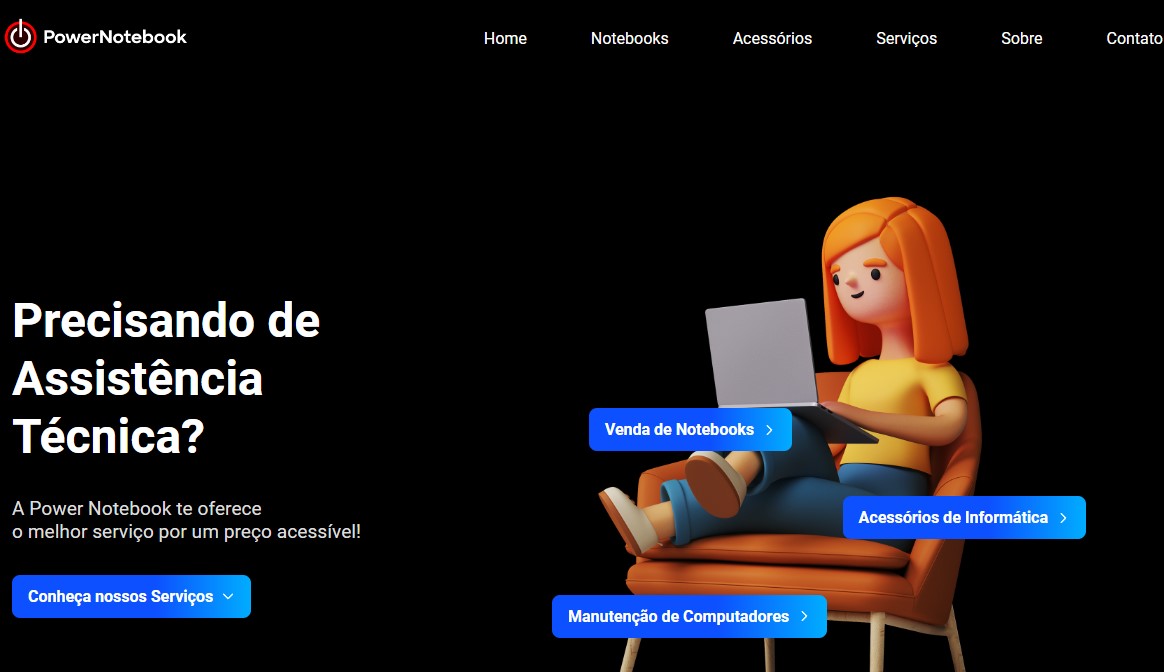 PowerNotebook
Home
Notebooks
Acessórios
Serviços
Sobre
Contato
Precisando de
Assistência
Técnica?
A Power Notebook te oferece
o melhor serviço por um preço acessível!
Conheça nossos Serviços
Venda de Notebooks
Acessórios de Informática
Manutenção de Computadores